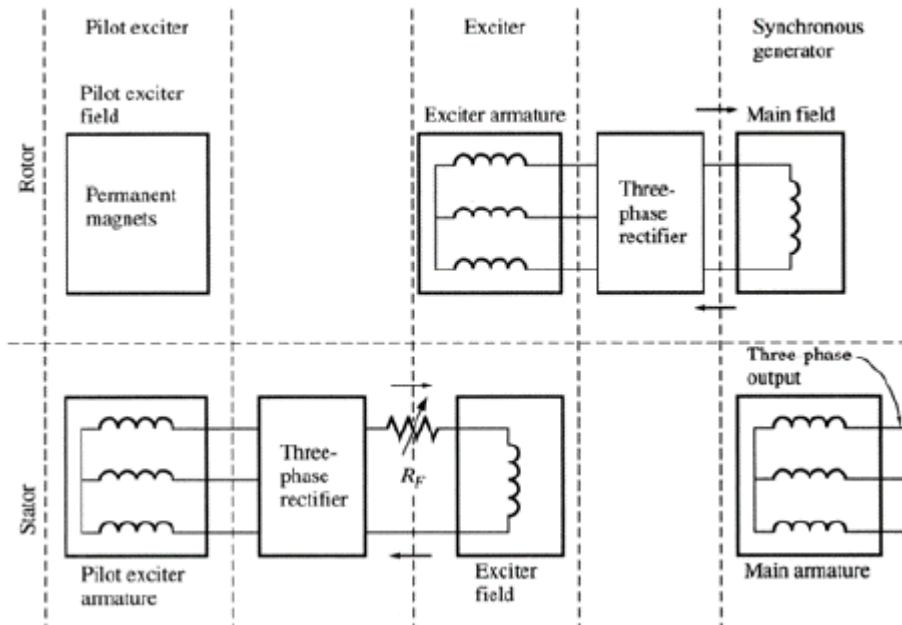 Pilot exciter
Exciter
Synchronous
generator
Pilot exciter
field
Exciter armature
Main field
Rotor
Permanent
magnets
Three-
phase
rectifier
Three phase
output
Three-
phase
rectifier
R_F
Stator
Pilot exciter
armature
Exciter
field
Main armature